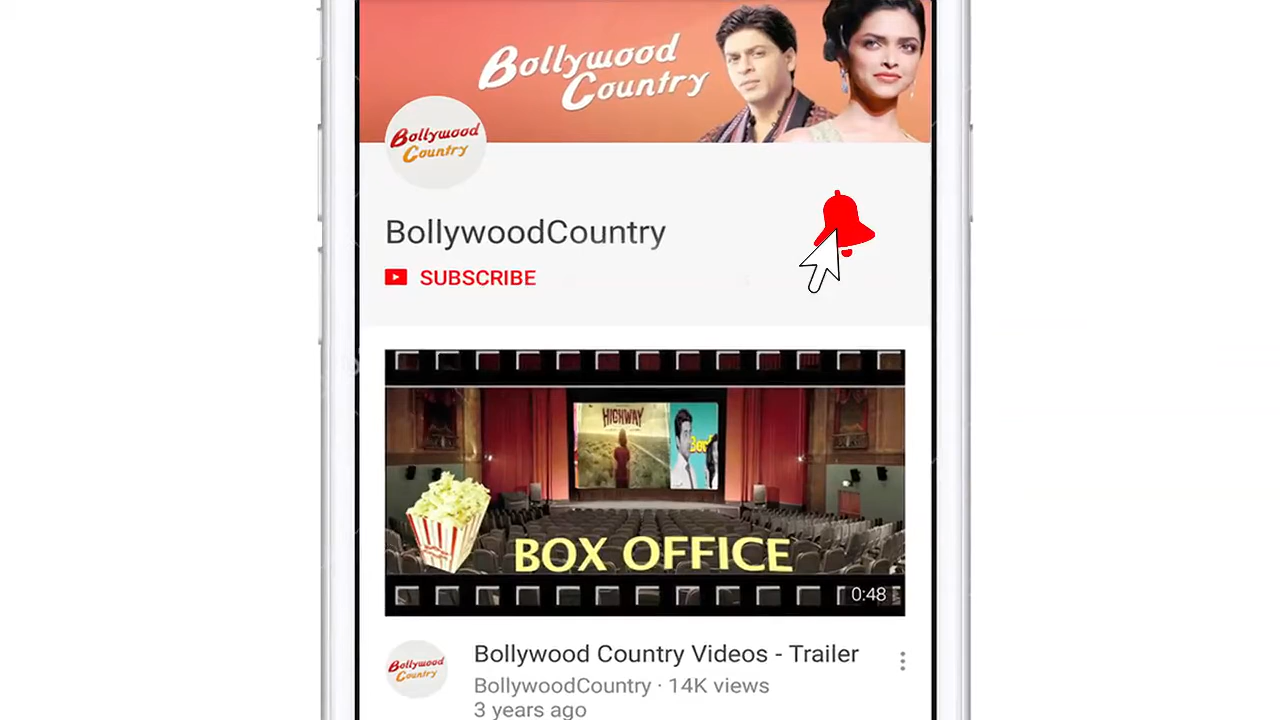 Bollywood
Country
Bollywood
Country
BollywoodCountry
SUBSCRIBE
HIGHWAY
BOX OFFICE
0:48
Bollywood
Country
Bollywood Country Videos - Trailer
BollywoodCountry · 14K views
3 years ago